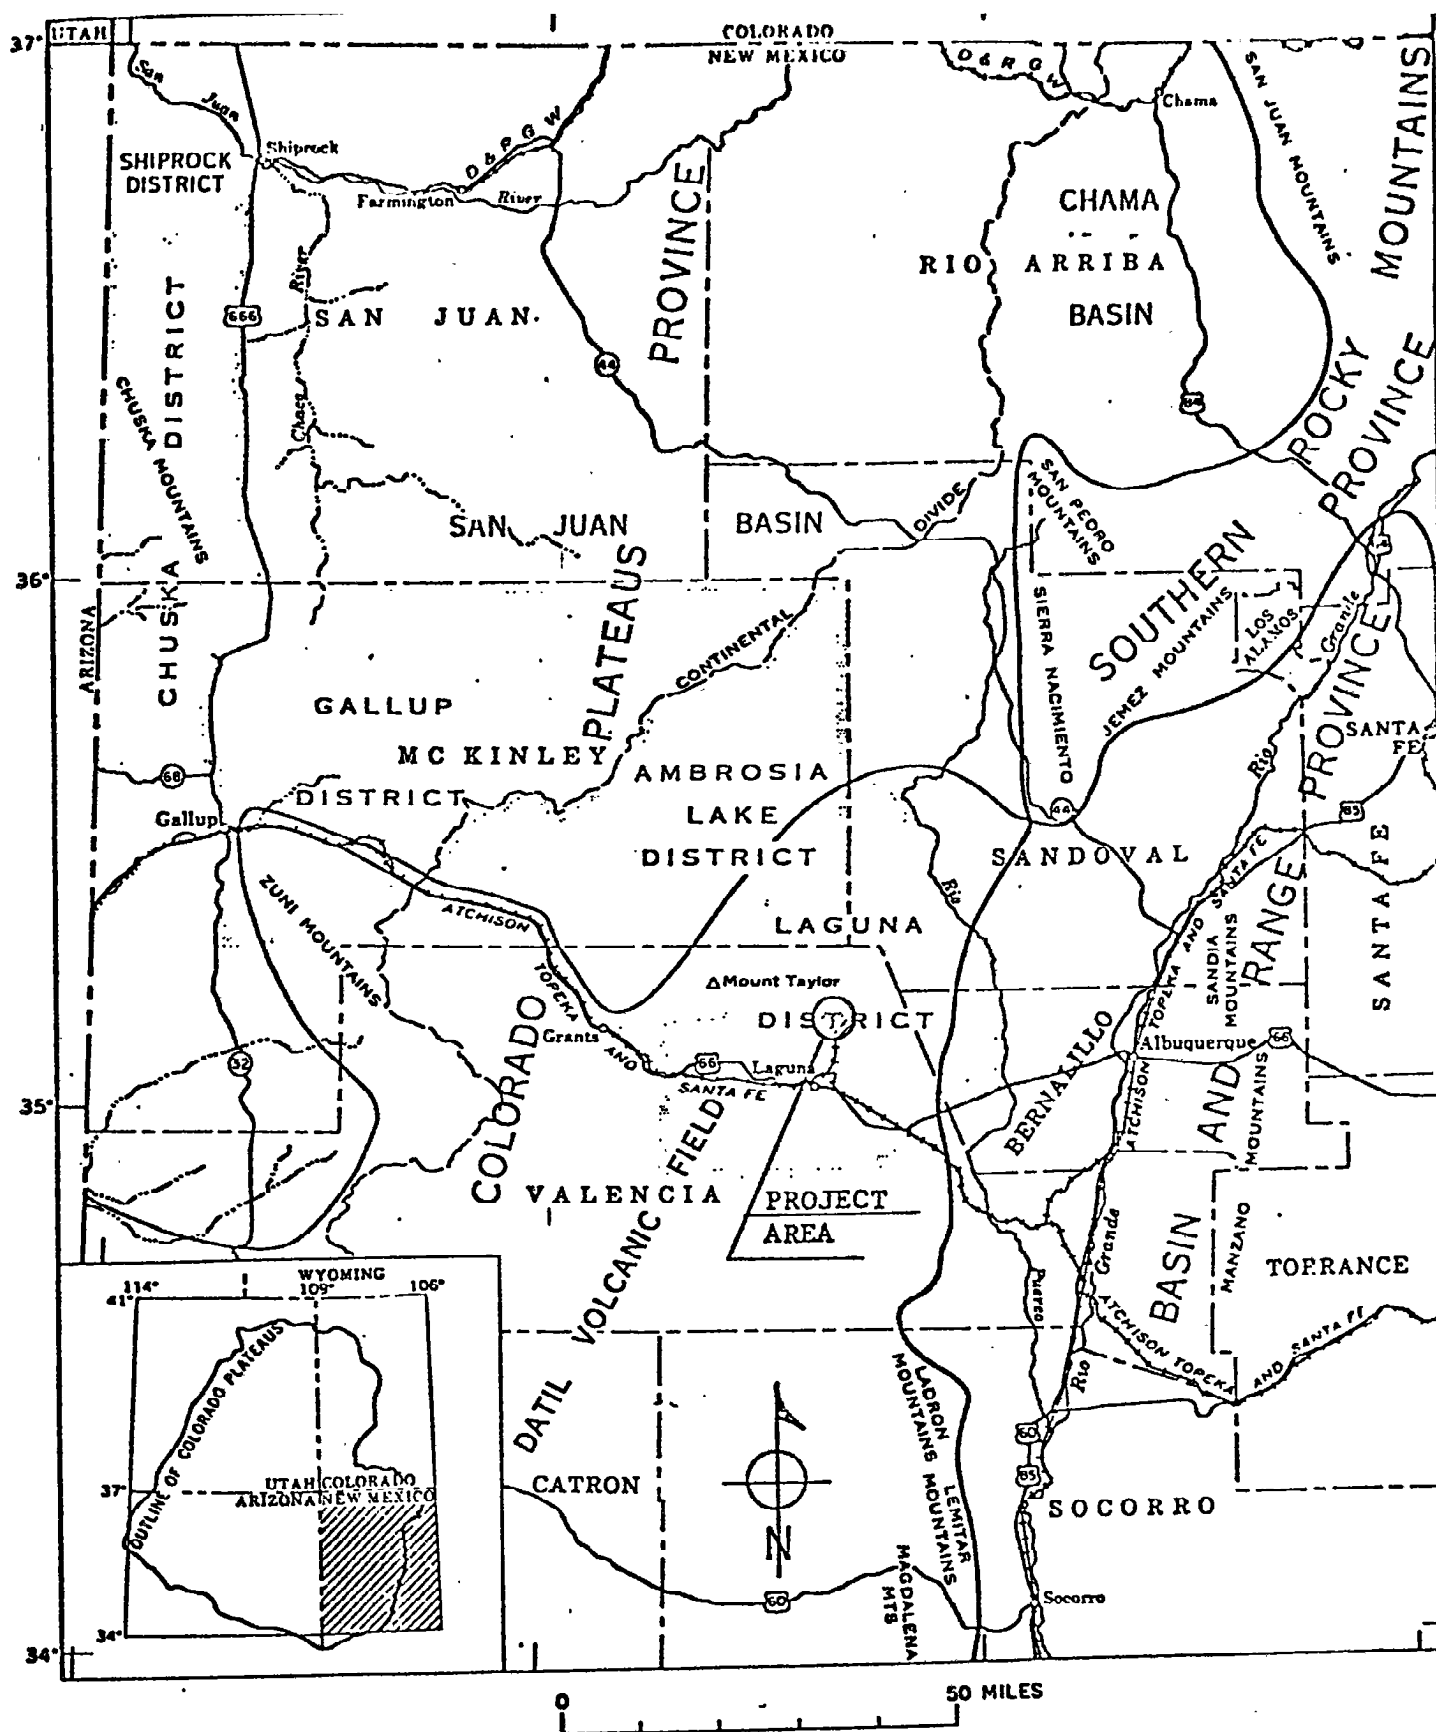 37°
UTAH
COLORADO
NEW MEXICO
San
Juan
D & R G W
Chama
SAN JUAN MOUNTAINS
SHIPROCK
DISTRICT
Shiprock
Farmington
D & R G W
River
PROVINCE
CHAMA
RIO ARRIBA
BASIN
ROCKY MOUNTAINS
PROVINCE
666
River
Chaco
SAN JUAN
44
84
CHUSKA MOUNTAINS
CHUSKA DISTRICT
SAN JUAN BASIN
DIVIDE
SAN PEDRO
MOUNTAINS
36°
ARIZONA
CONTINENTAL
SIERRA NACIMIENTO
SOUTHERN
JEMEZ MOUNTAINS
LOS
ALAMOS
Grande
Rio
SANTA
FE
GALLUP
DISTRICT
MC KINLEY
COLORADO PLATEAUS
AMBROSIA
LAKE
DISTRICT
68
Gallup
44
85
SANDOVAL
SANTA FE
ZUNI MOUNTAINS
ATCHISON
TOPEKA
AND
SANTA FE
Rio
LAGUNA
DISTRICT
Mount Taylor
SANDIA
MOUNTAINS
ATCHISON
TOPEKA AND SANTA FE
BASIN AND RANGE PROVINCE
Grants
66
Laguna
BERNALILLO
Albuquerque
66
32
35°
MANZANO
MOUNTAINS
VALENCIA
PROJECT
AREA
DATIL VOLCANIC FIELD
Puerco
Grande
Rio
TORRANCE
ATCHISON TOPEKA AND SANTA FE
LADRON
MOUNTAINS
LEMITAR
MOUNTAINS
MAGDALENA
MTS
60
85
CATRON
SOCORRO
Socorro
60
N
34°
WYOMING
114°
109°
106°
41°
OUTLINE OF COLORADO PLATEAUS
37°
UTAH
COLORADO
ARIZONA
NEW MEXICO
34°
0
50 MILES